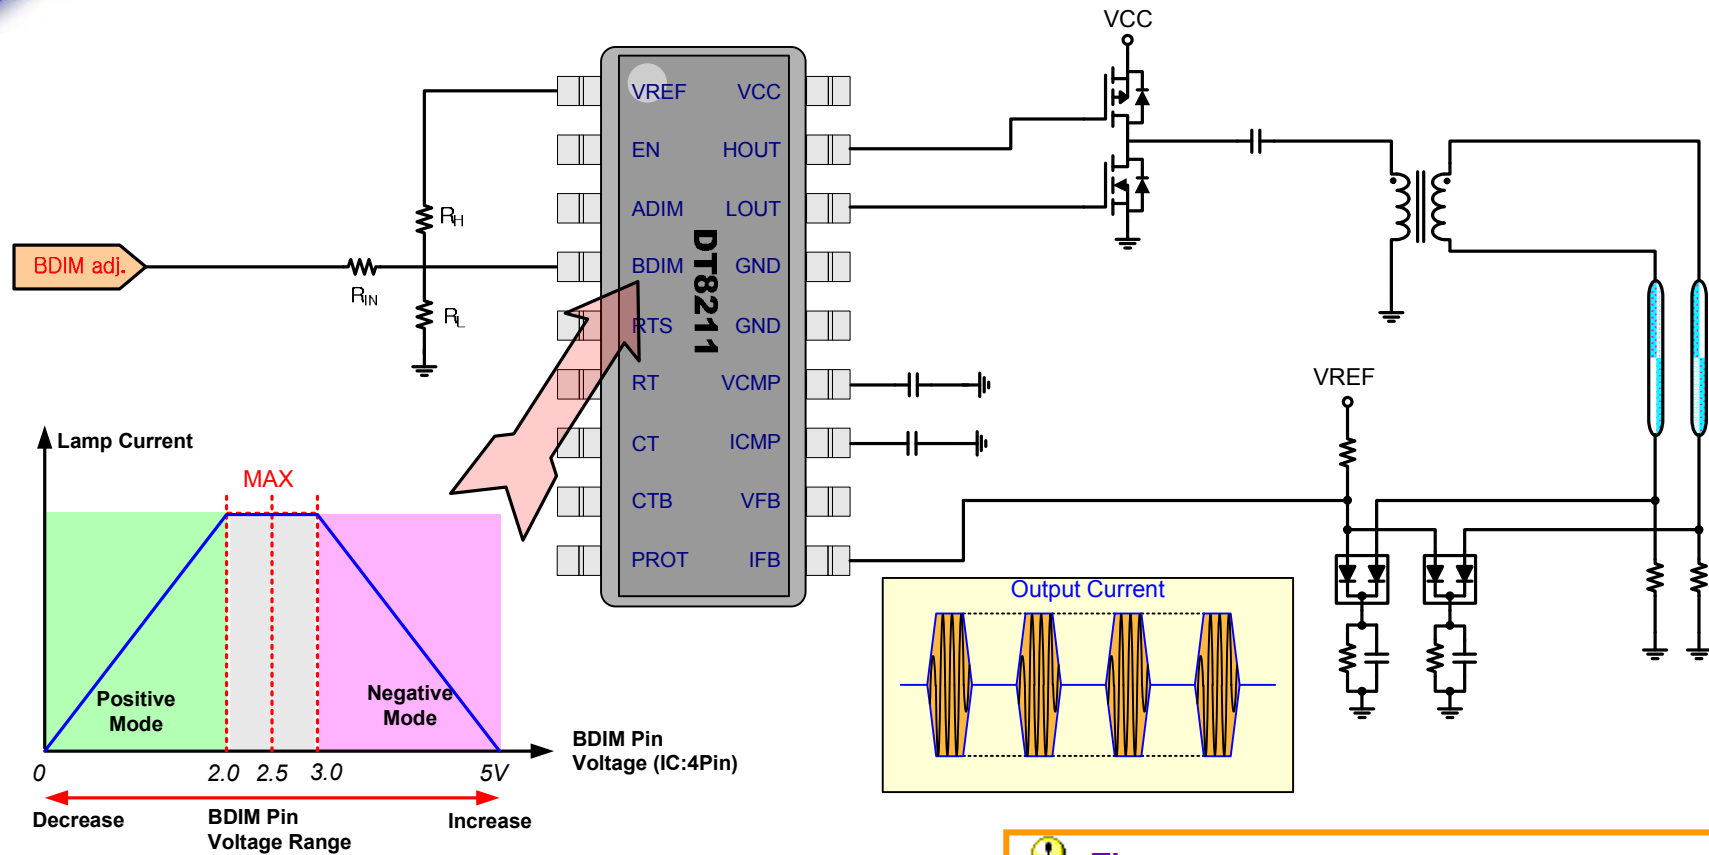 VCC
VREF VCC
EN HOUT
ADIM LOUT
BDIM GND
RTS GND
RT VCMP
CT ICMP
CTB VFB
PROT IFB
DT8211
RH
BDIM adj.
RIN
RL
VREF
Lamp Current
MAX
Positive
Mode
Negative
Mode
0 2.0 2.5 3.0 5V
BDIM Pin
Voltage (IC:4Pin)
Decrease
BDIM Pin
Voltage Range
Increase
Output Current